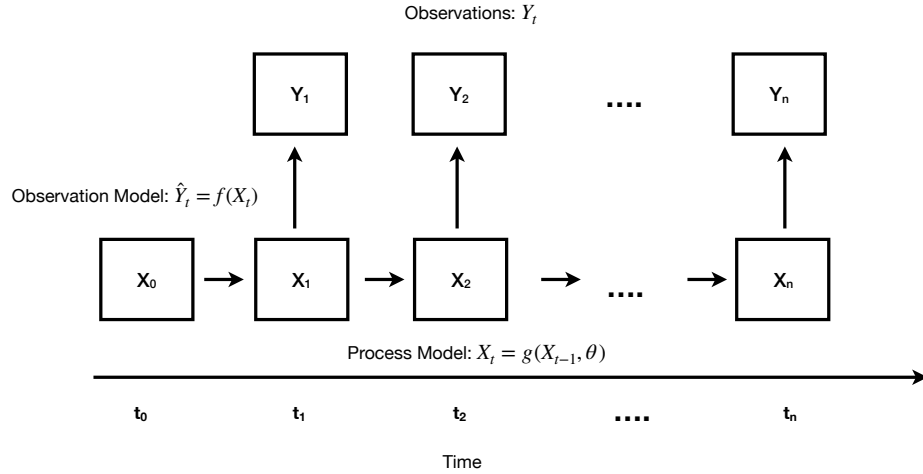 Observations: Yₜ
Y₁ Y₂ .... Yₙ
Observation Model: Ŷₜ = f(Xₜ)
X₀ X₁ X₂ .... Xₙ
Process Model: Xₜ = g(Xₜ₋₁, θ)
t₀ t₁ t₂ .... tₙ
Time